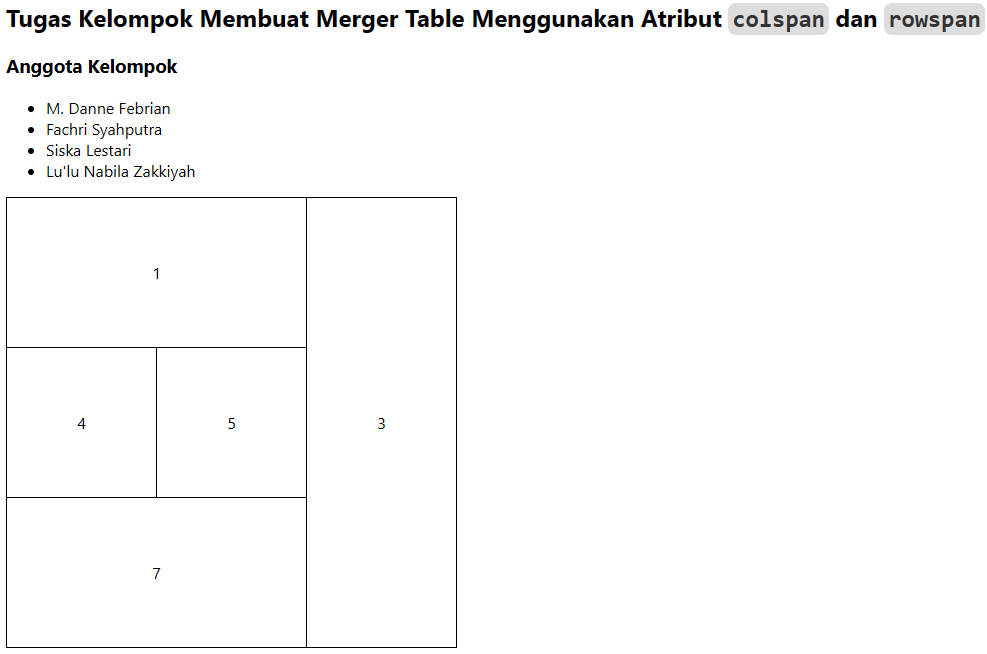 Tugas Kelompok Membuat Merger Table Menggunakan Atribut colspan dan rowspan
Anggota Kelompok
M. Danne Febrian
Fachri Syahputra
Siska Lestari
Lu'lu Nabila Zakkiyah
1
4 5 3
7